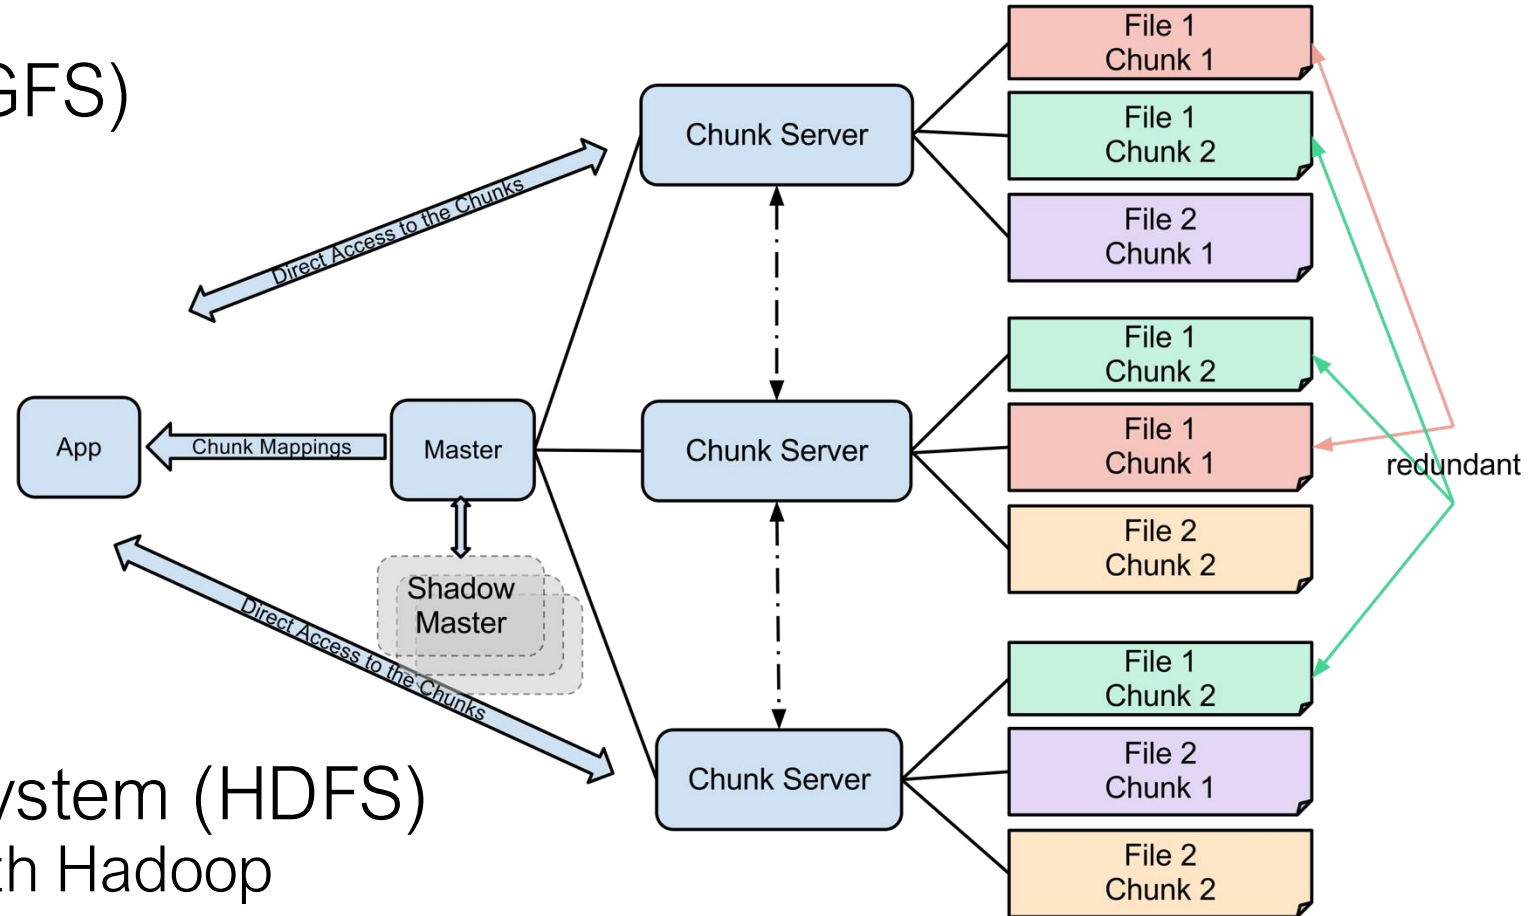 GFS)
Direct Access to the Chunks
App
Chunk Mappings
Master
Shadow
Master
Direct Access to the Chunks
Chunk Server
Chunk Server
Chunk Server
File 1
Chunk 1
File 1
Chunk 2
File 2
Chunk 1
File 1
Chunk 2
File 1
Chunk 1
File 2
Chunk 2
File 1
Chunk 2
File 2
Chunk 1
File 2
Chunk 2
redundant
ystem (HDFS)
th Hadoop